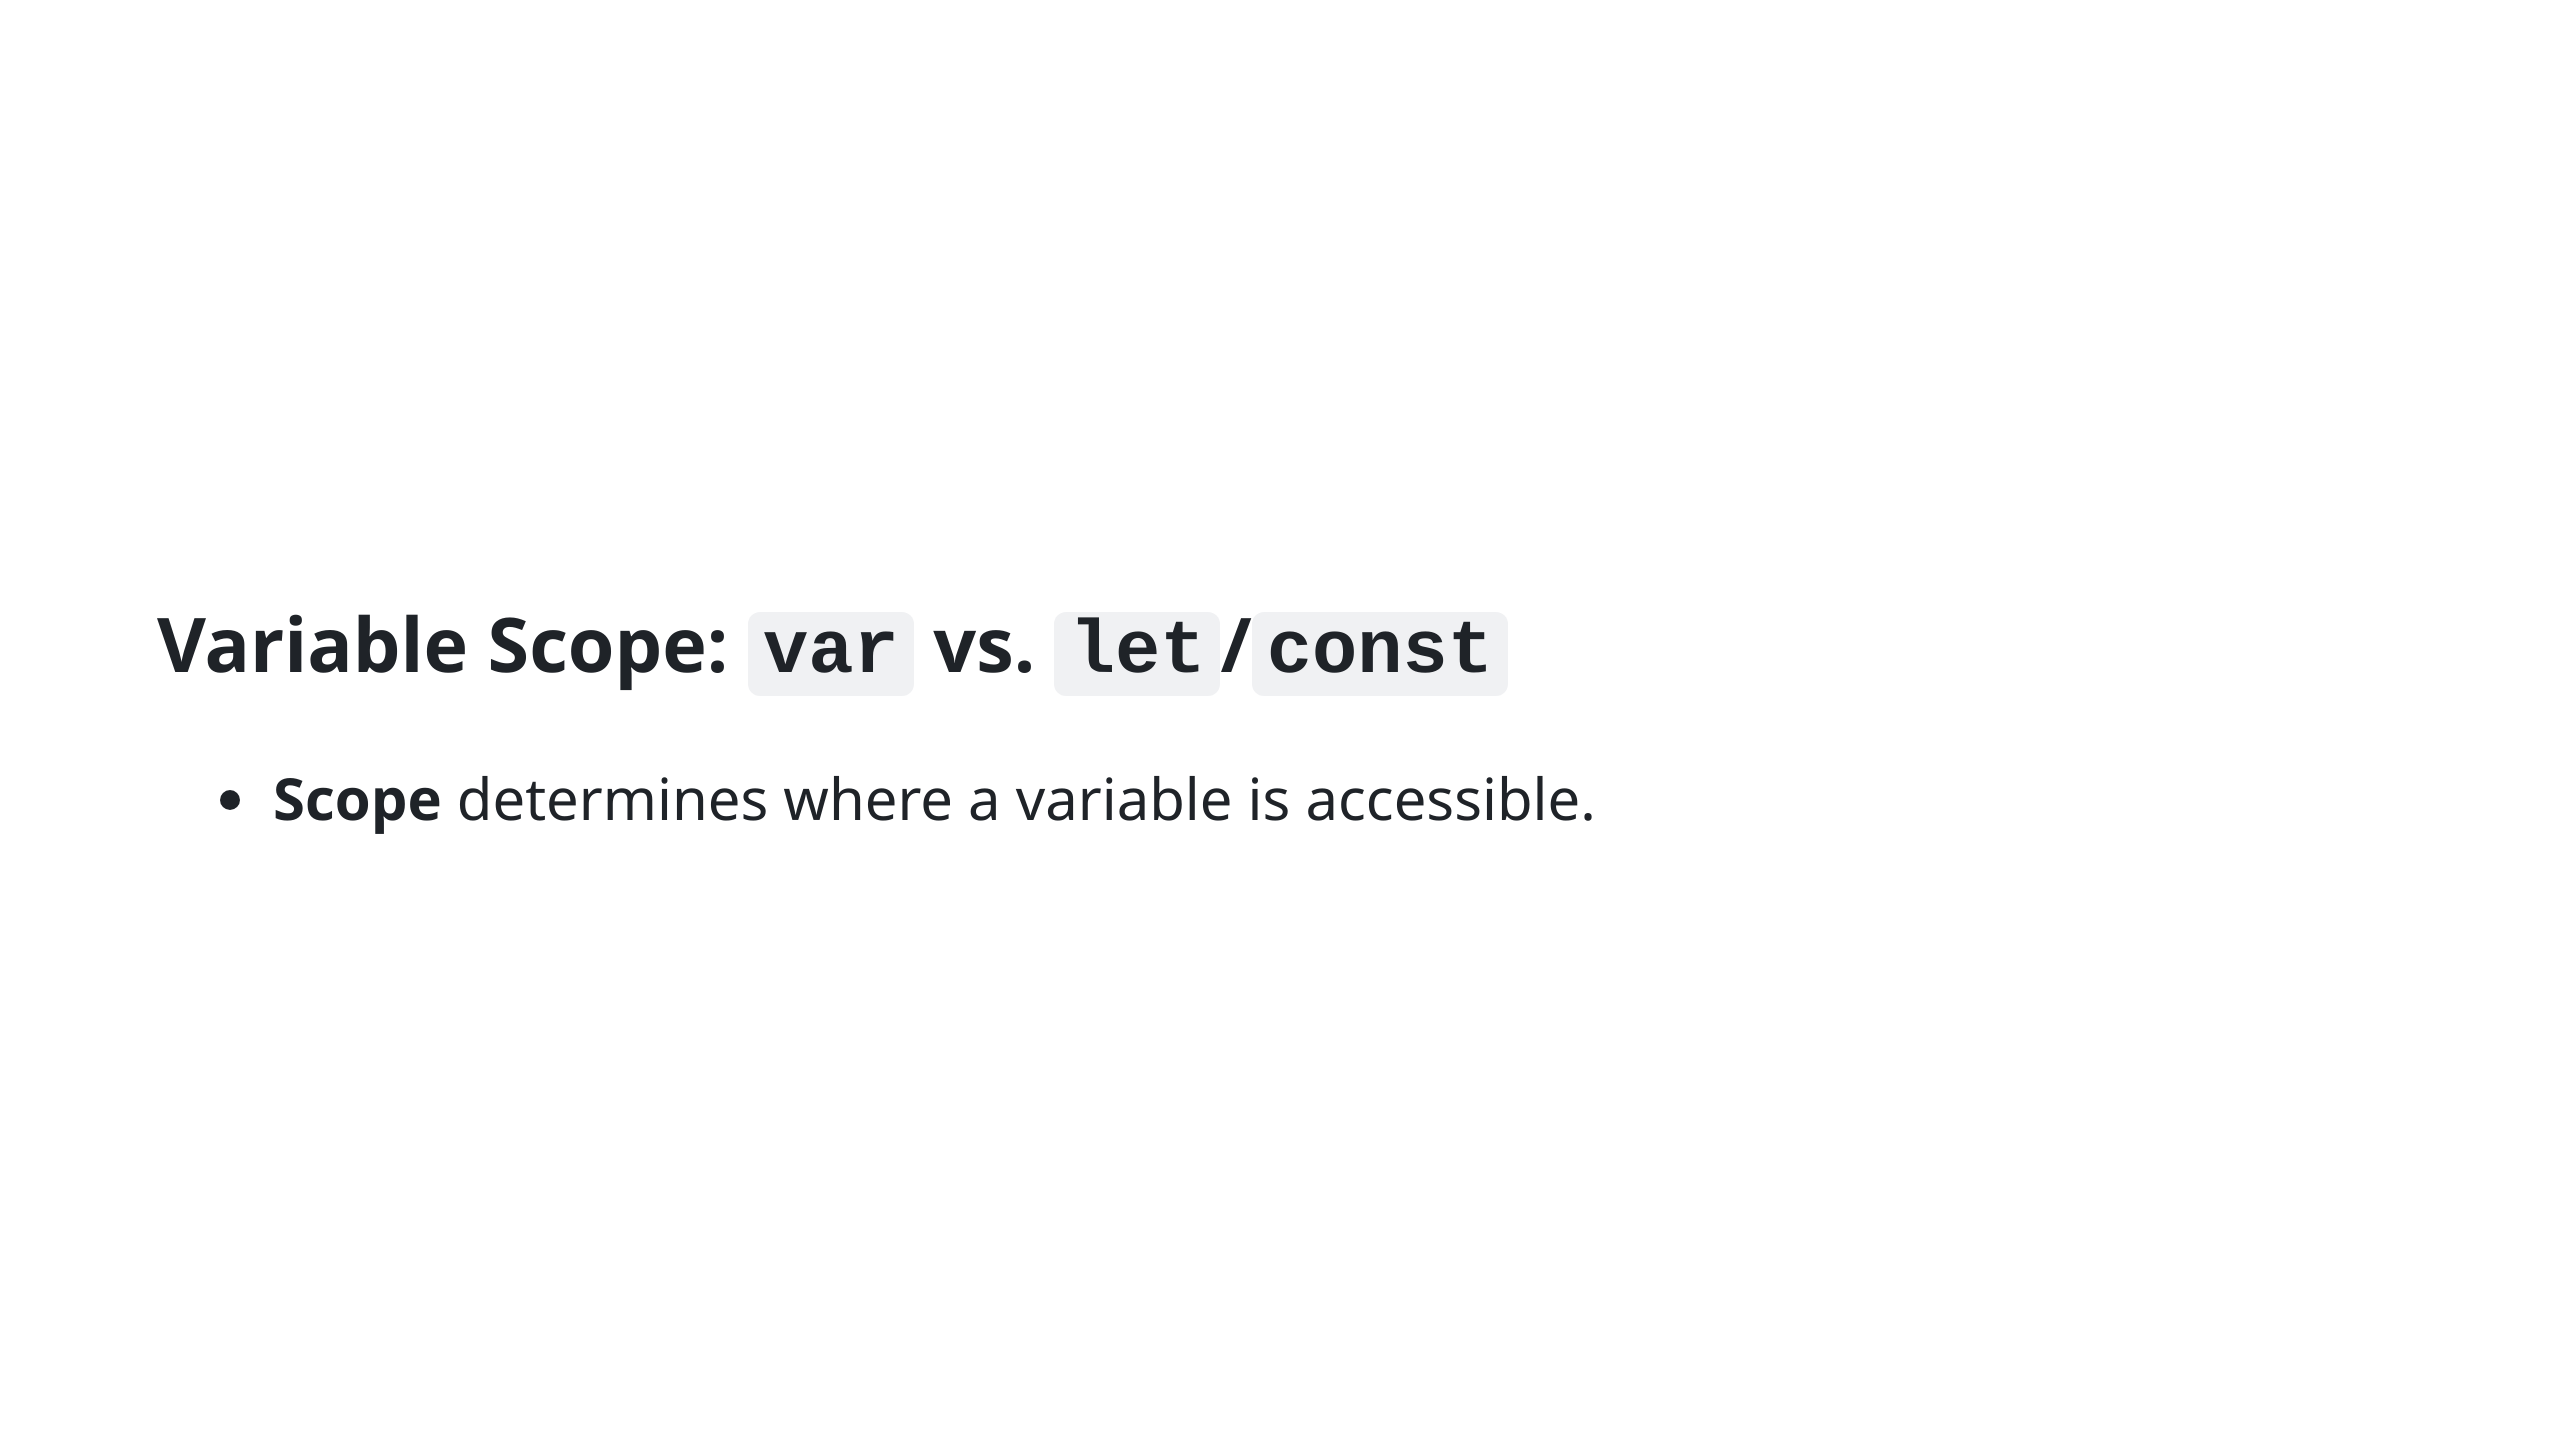 Variable Scope: var vs. let/const
• Scope determines where a variable is accessible.